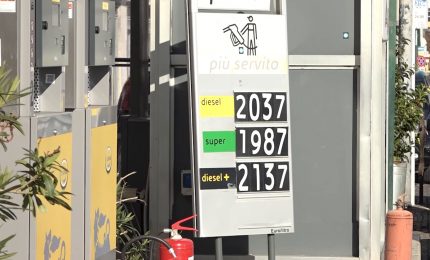 più servito
diesel 2037
super 1987
diesel + 2137